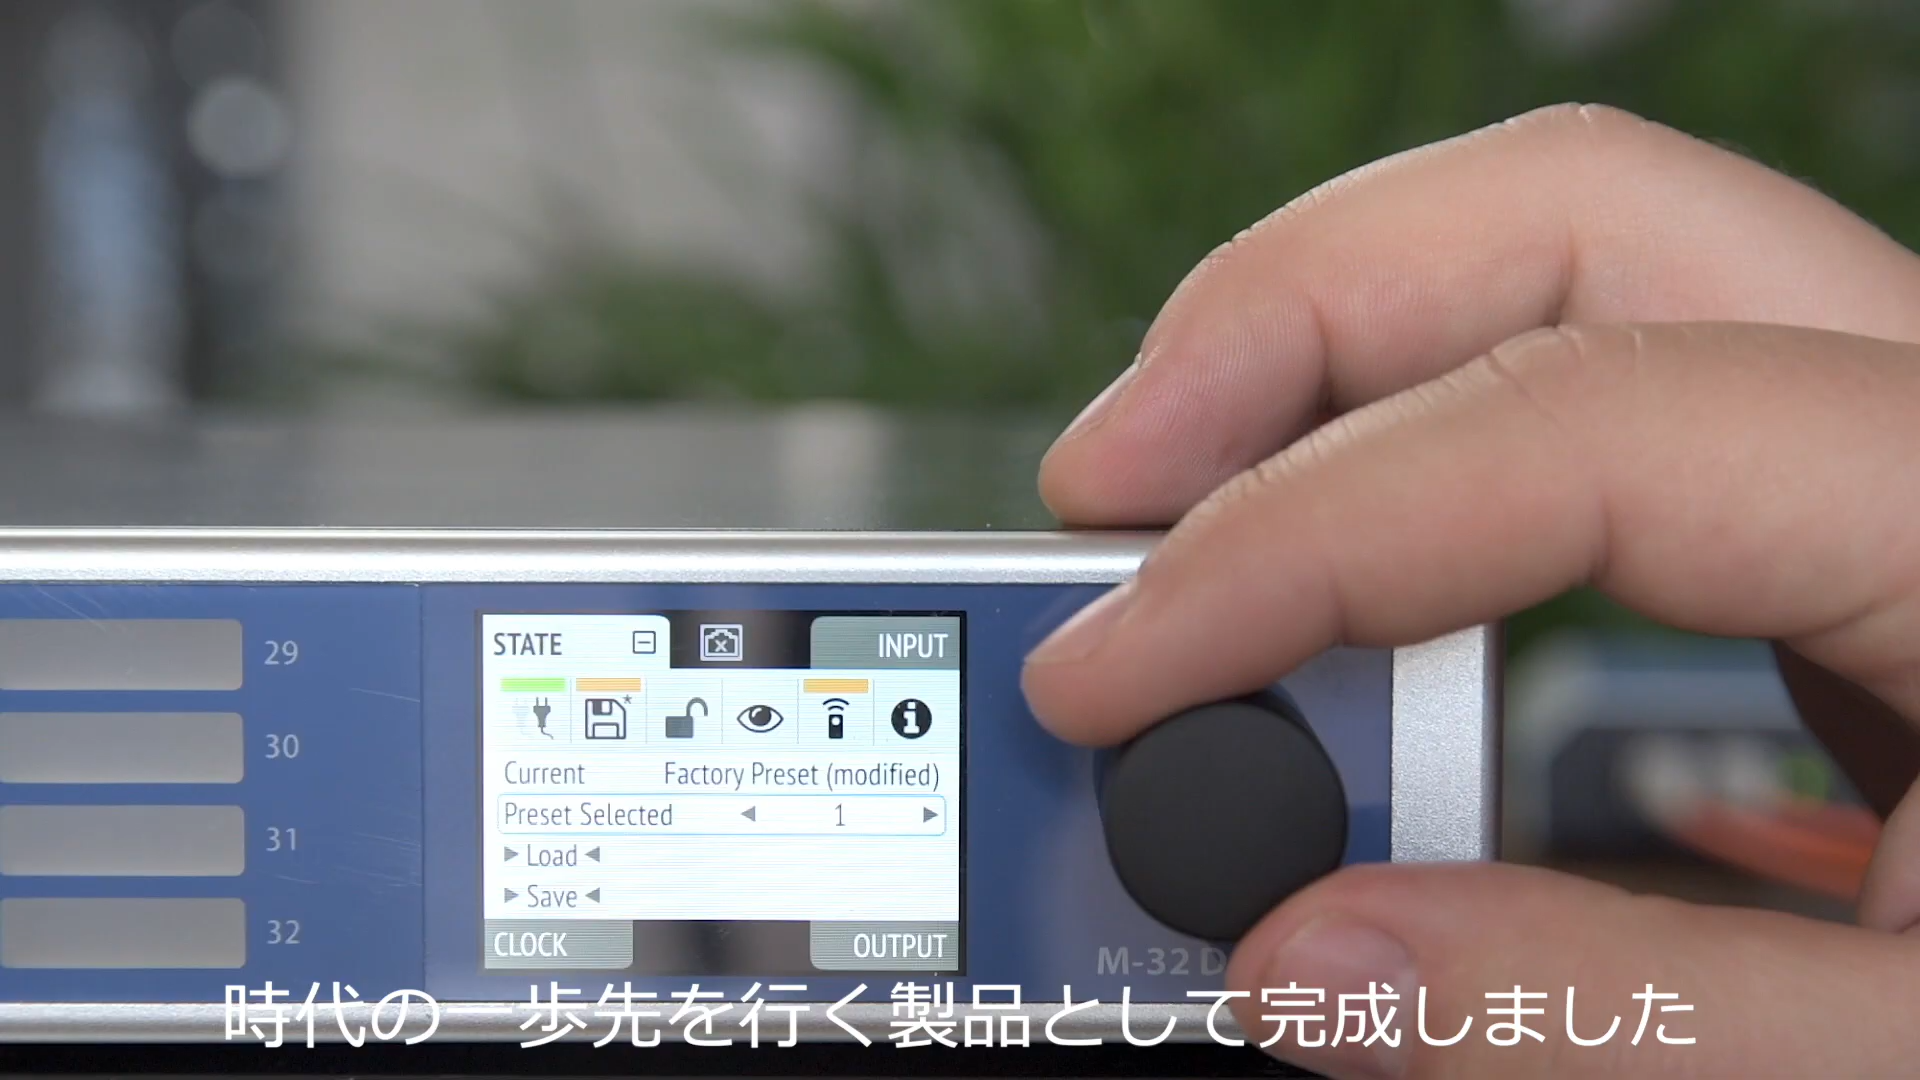 29
30
31
32
STATE
INPUT
Current Factory Preset (modified)
Preset Selected 1
Load
Save
CLOCK
OUTPUT
M-32 D
時代の一歩先を行く製品として完成しました